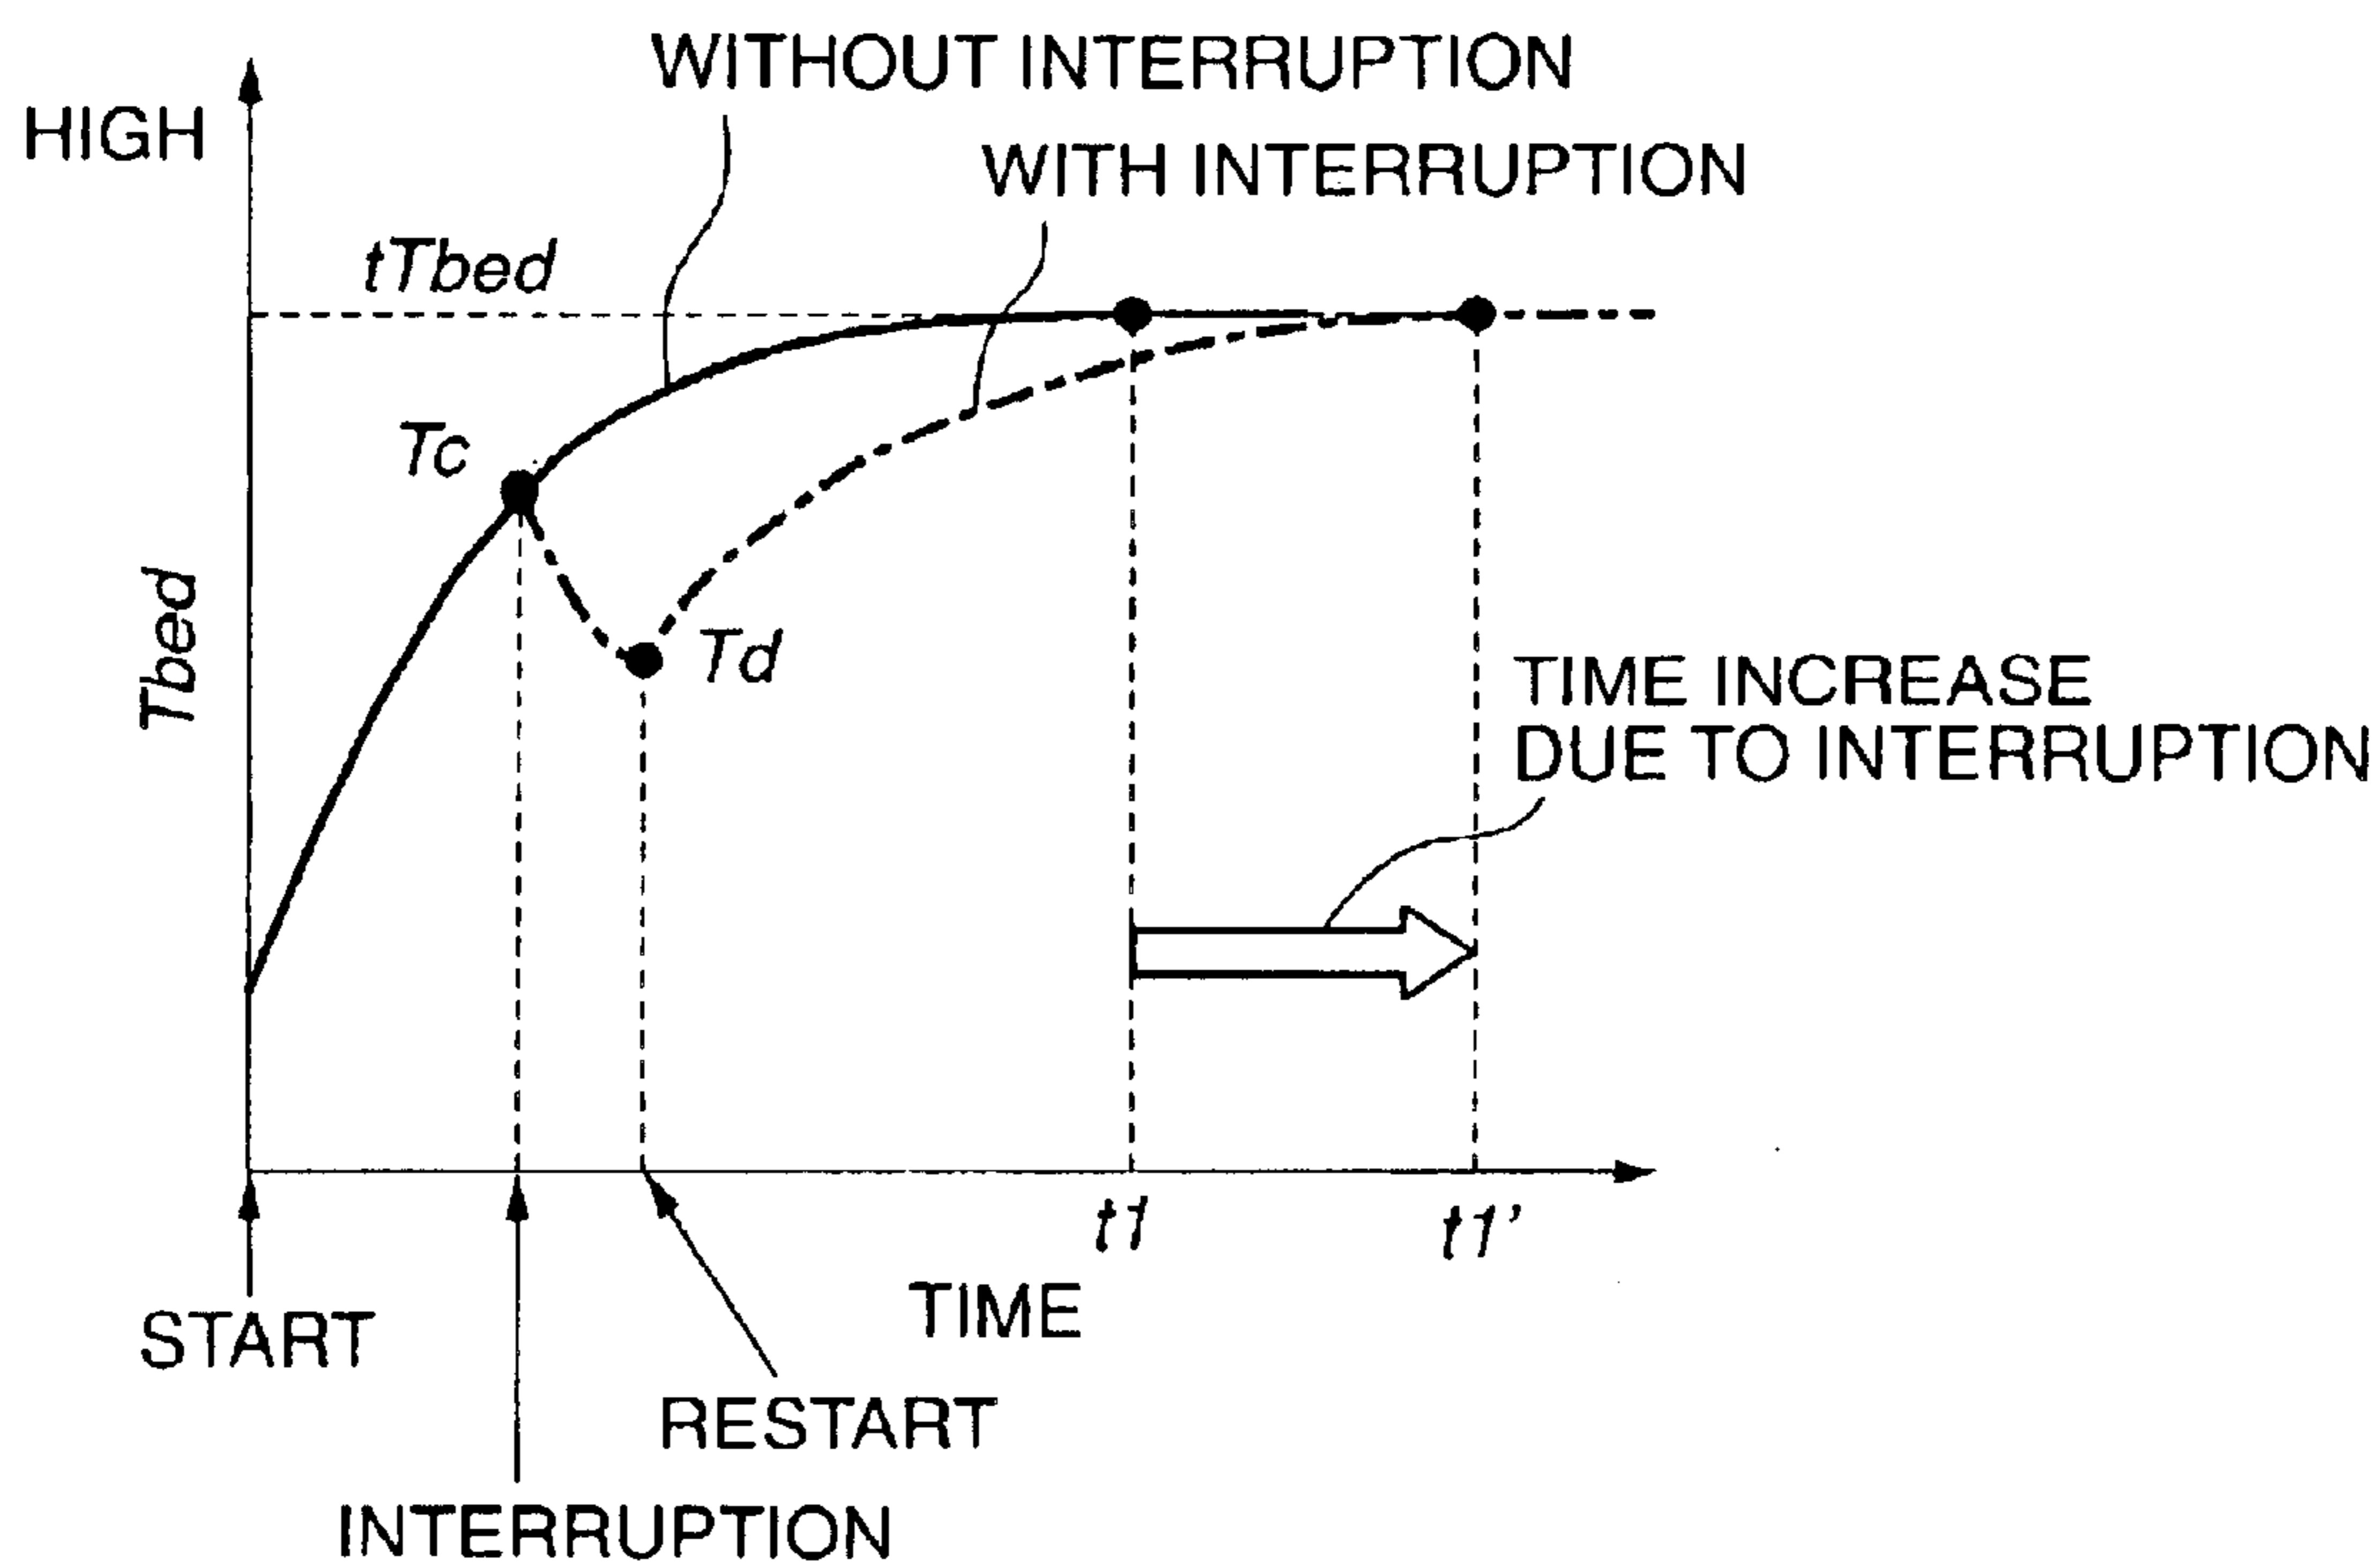 WITHOUT INTERRUPTION
HIGH
WITH INTERRUPTION
tTbed
Tc
Tbed
Td
TIME INCREASE
DUE TO INTERRUPTION
t1
t1’
START
TIME
RESTART
INTERRUPTION